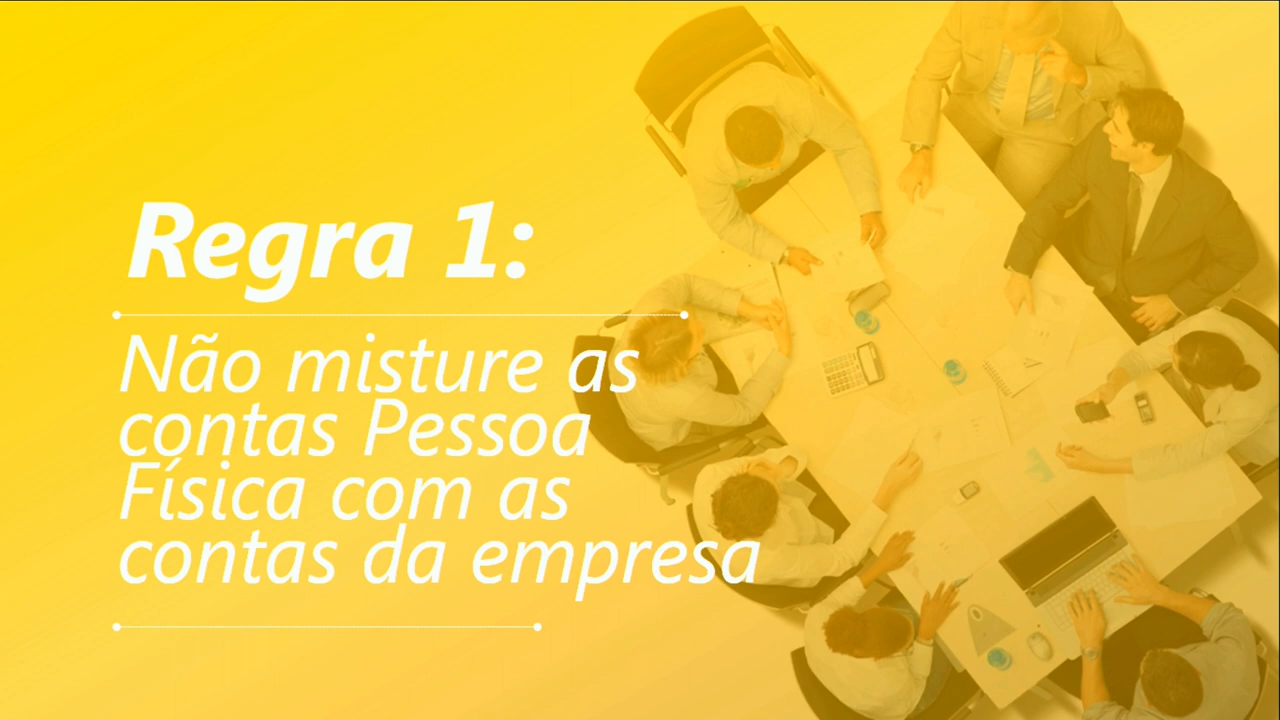 Regra 1:
Não misture as
contas Pessoa
Física com as
contas da empresa